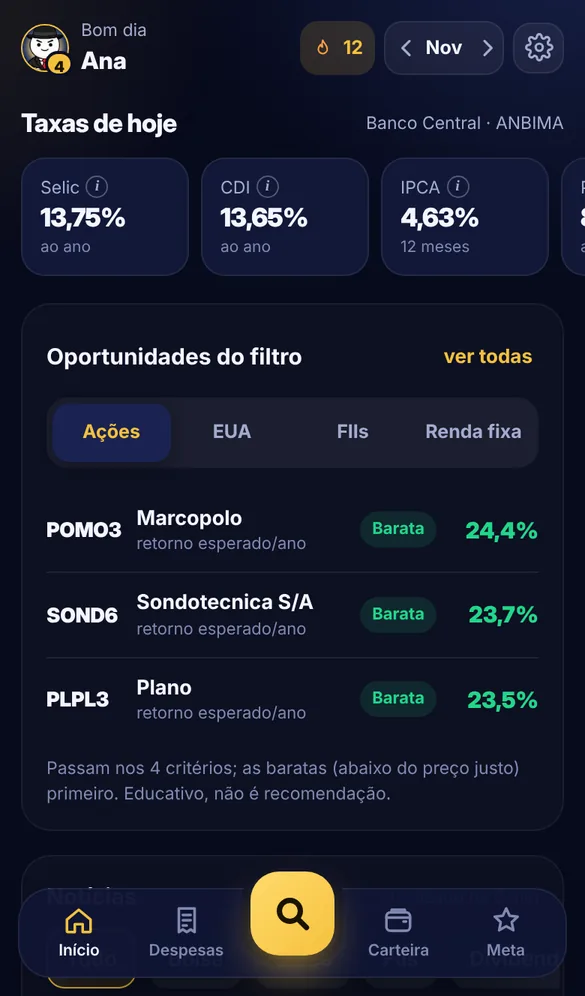 Bom dia
Ana
4
12
Nov
Taxas de hoje
Banco Central · ANBIMA
Selic i
13,75%
ao ano
CDI i
13,65%
ao ano
IPCA i
4,63%
12 meses
Oportunidades do filtro
ver todas
Ações
EUA
FIIs
Renda fixa
POMO3
Marcopolo
retorno esperado/ano
Barata
24,4%
SOND6
Sondotecnica S/A
retorno esperado/ano
Barata
23,7%
PLPL3
Plano
retorno esperado/ano
Barata
23,5%
Passam nos 4 critérios; as baratas (abaixo do preço justo)
primeiro. Educativo, não é recomendação.
Notícias
Início
Despesas
Carteira
Meta